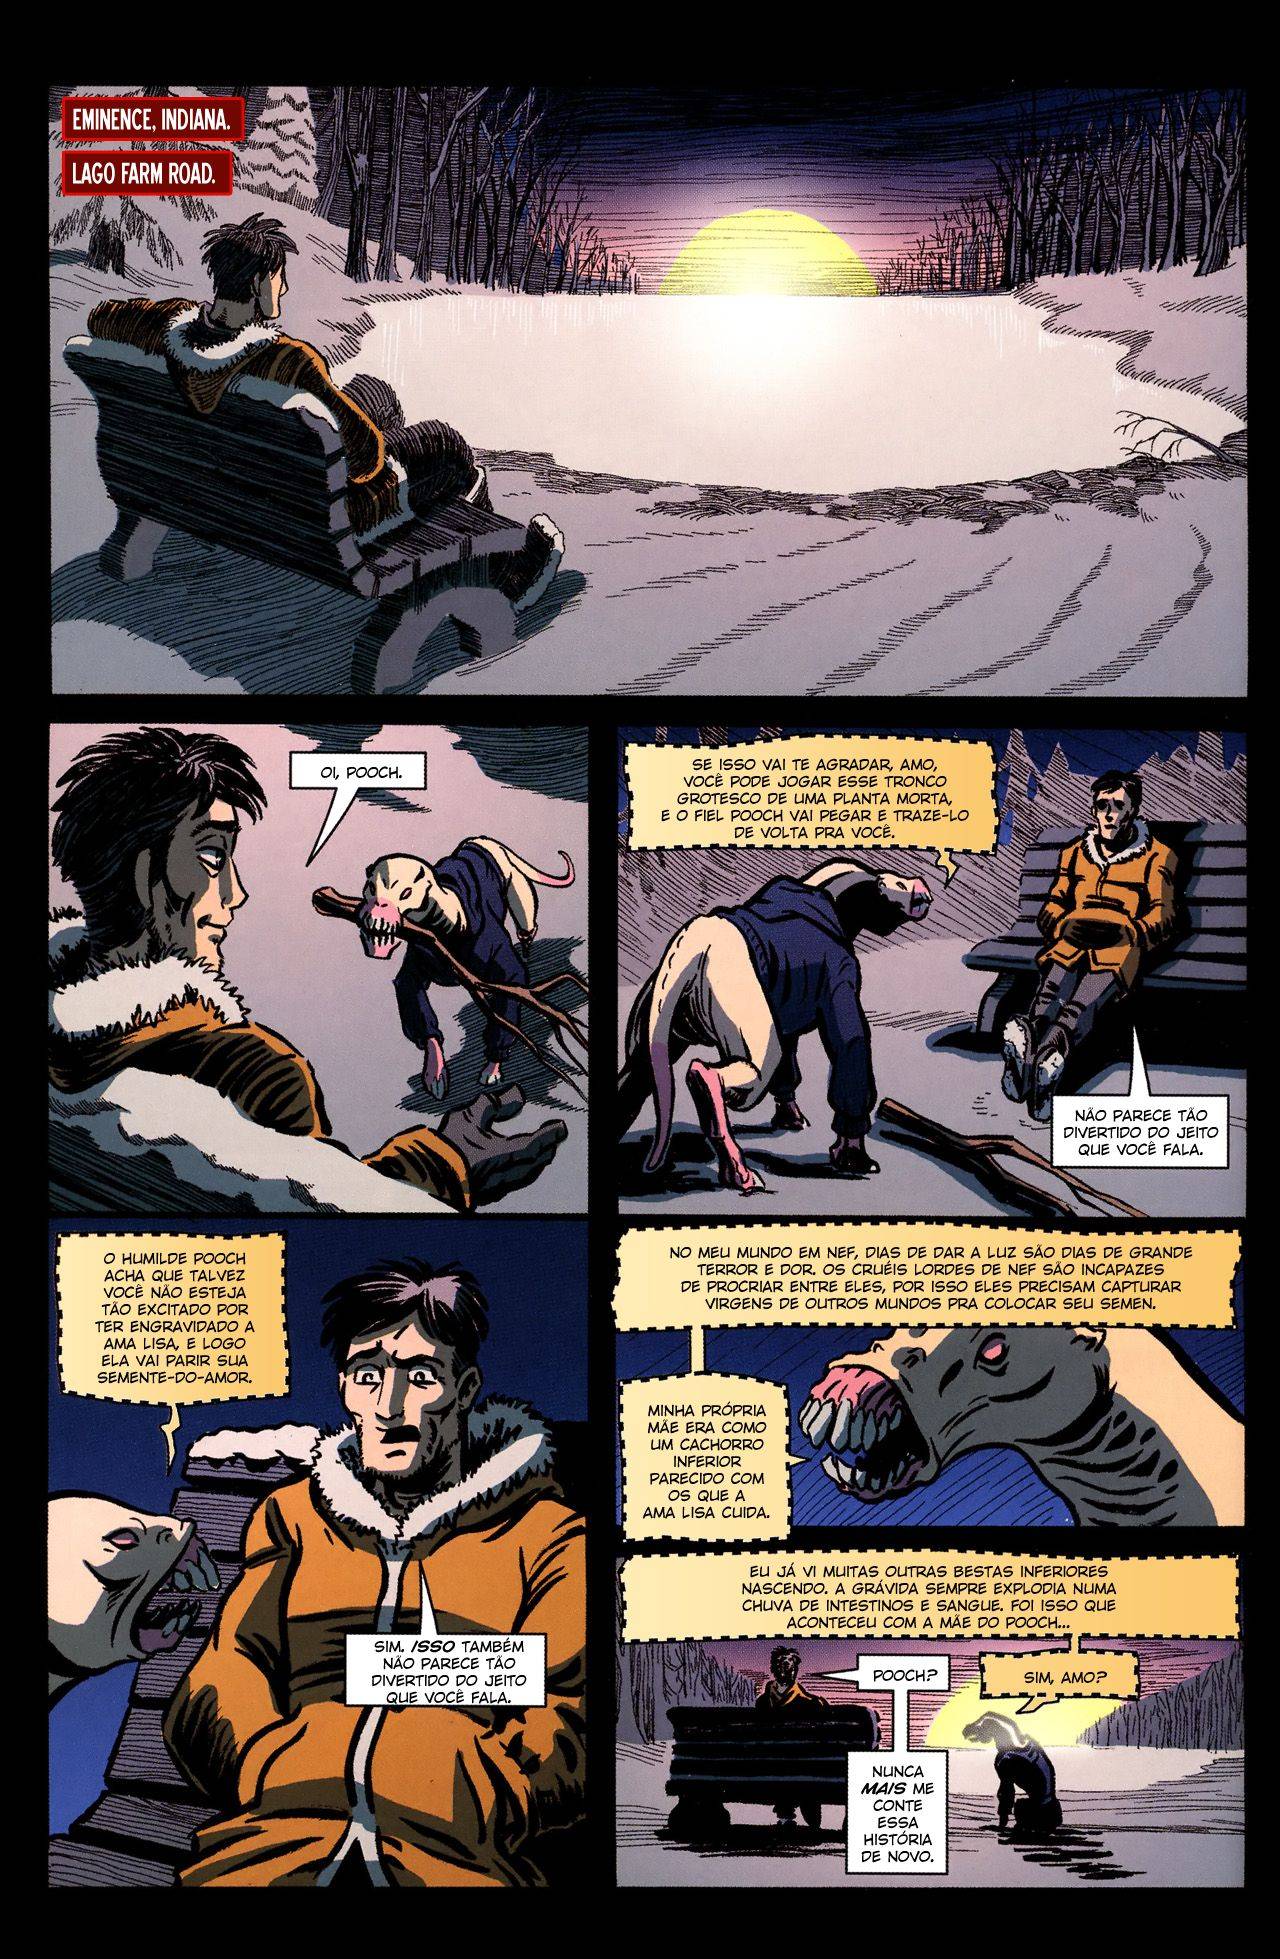 EMINENCE, INDIANA.
LAGO FARM ROAD.
OI, POOCH.
SE ISSO VAI TE AGRADAR, AMO,
VOCÊ PODE JOGAR ESSE TRONCO
GROTESCO DE UMA PLANTA MORTA,
E O FIEL POOCH VAI PEGAR E TRAZE-LO
DE VOLTA PRA VOCÊ.
NÃO PARECE TÃO
DIVERTIDO DO JEITO
QUE VOCÊ FALA.
O HUMILDE POOCH
ACHA QUE TALVEZ
VOCÊ NÃO ESTEJA
TÃO EXCITADO POR
TER ENGRAVIDADO A
AMA LISA, E LOGO
ELA VAI PARIR SUA
SEMENTE-DO-AMOR.
SIM. ISSO TAMBÉM
NÃO PARECE TÃO
DIVERTIDO DO JEITO
QUE VOCÊ FALA.
NO MEU MUNDO EM NEF, DIAS DE DAR A LUZ SÃO DIAS DE GRANDE
TERROR E DOR. OS CRUÉIS LORDES DE NEF SÃO INCAPAZES
DE PROCRIAR ENTRE ELES, POR ISSO ELES PRECISAM CAPTURAR
VIRGENS DE OUTROS MUNDOS PRA COLOCAR SEU SEMEN.
MINHA PRÓPRIA
MÃE ERA COMO
UM CACHORRO
INFERIOR
PARECIDO COM
OS QUE A
AMA LISA CUIDA.
EU JÁ VI MUITAS OUTRAS BESTAS INFERIORES
NASCENDO. A GRÁVIDA SEMPRE EXPLODIA NUMA
CHUVA DE INTESTINOS E SANGUE. FOI ISSO QUE
ACONTECEU COM A MÃE DO POOCH...
POOCH?
SIM, AMO?
NUNCA
MAIS ME
CONTE
ESSA
HISTÓRIA
DE NOVO.